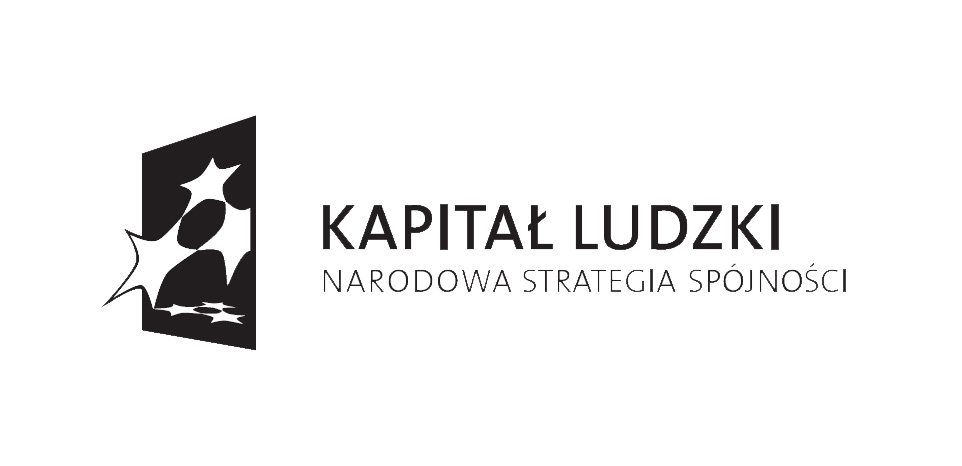 KAPITAŁ LUDZKI
NARODOWA STRATEGIA SPÓJNOŚCI